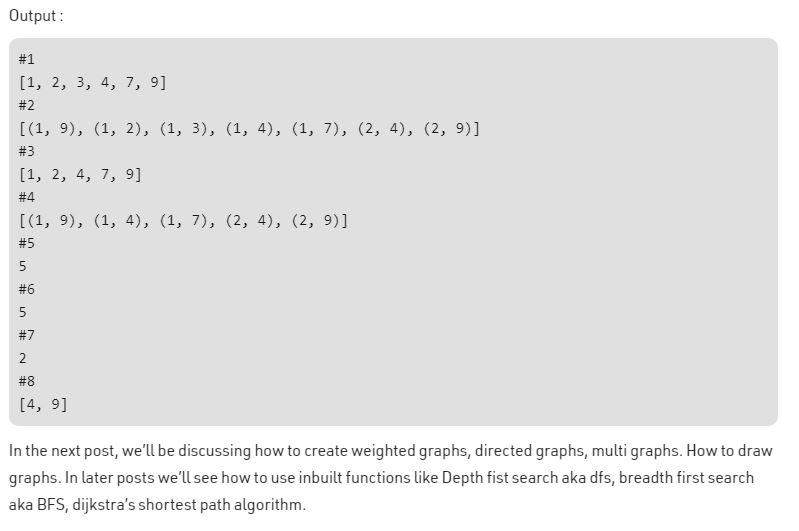 Output :
#1
[1, 2, 3, 4, 7, 9]
#2
[(1, 9), (1, 2), (1, 3), (1, 4), (1, 7), (2, 4), (2, 9)]
#3
[1, 2, 4, 7, 9]
#4
[(1, 9), (1, 4), (1, 7), (2, 4), (2, 9)]
#5
5
#6
5
#7
2
#8
[4, 9]
In the next post, we’ll be discussing how to create weighted graphs, directed graphs, multi graphs. How to draw
graphs. In later posts we’ll see how to use inbuilt functions like Depth fist search aka dfs, breadth first search
aka BFS, dijkstra’s shortest path algorithm.